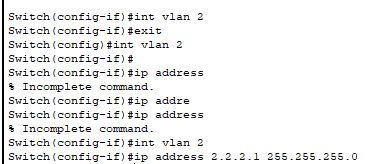 Switch(config-if)#int vlan 2
Switch(config-if)#exit
Switch(config)#int vlan 2
Switch(config-if)#
Switch(config-if)#ip address
% Incomplete command.
Switch(config-if)#ip addre
Switch(config-if)#ip address
% Incomplete command.
Switch(config-if)#int vlan 2
Switch(config-if)#ip address 2.2.2.1 255.255.255.0